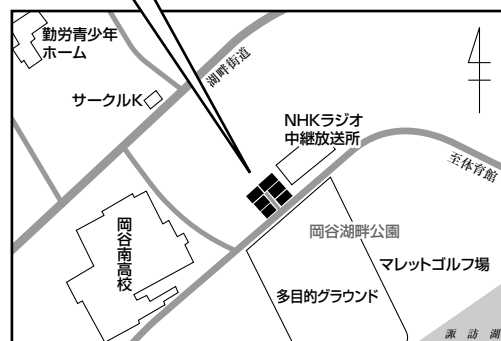 勤労青少年
ホーム
湖畔街道
サークルK
NHKラジオ
中継放送所
至体育館
岡谷南高校
岡谷湖畔公園
マレットゴルフ場
多目的グラウンド
諏訪湖